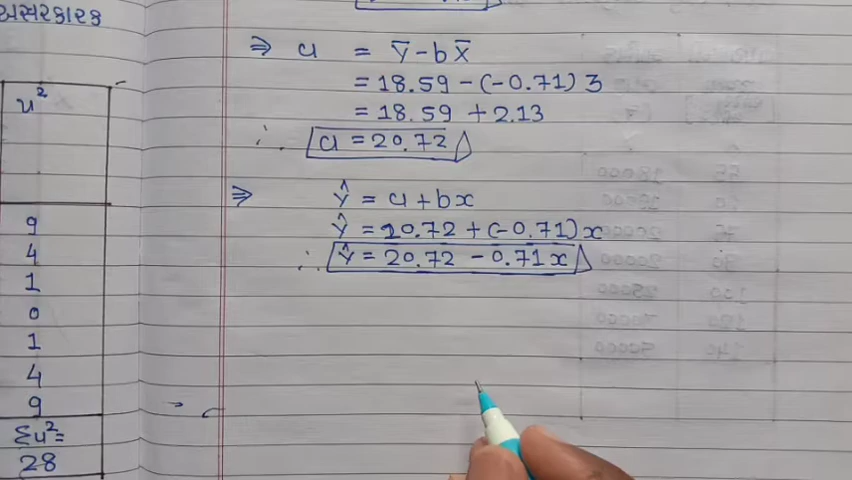 અસરકારક
u²
9
4
1
0
1
4
9
Σu²=
28
⇒ a = Y̅ - bX̅
= 18.59 - (-0.71) 3
= 18.59 + 2.13
∴ a = 20.72
⇒ Ŷ = a + bx
Ŷ = 20.72 + (-0.71)x
∴ Ŷ = 20.72 - 0.71x